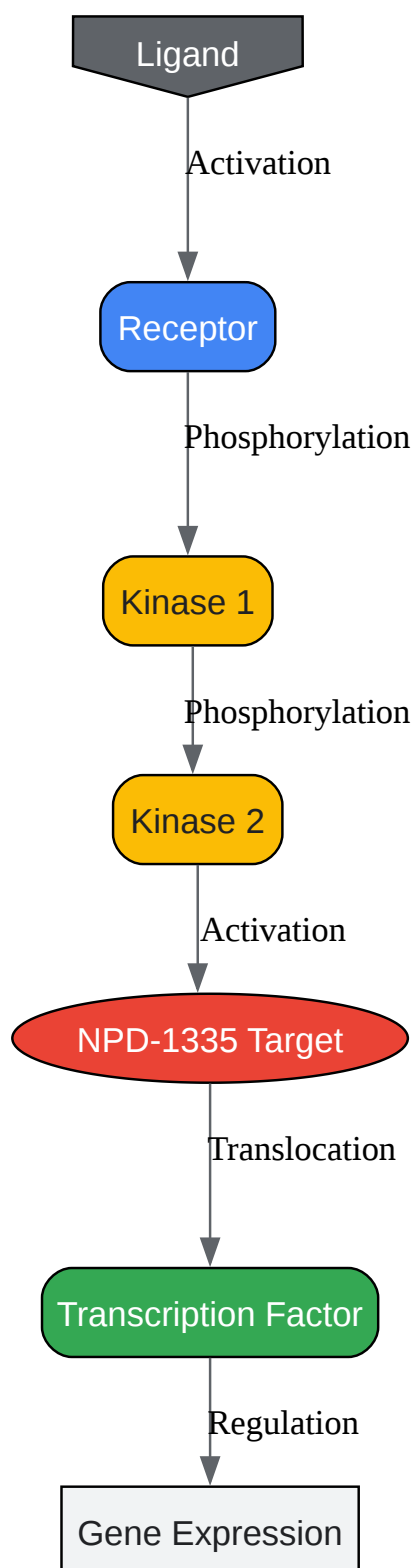 Ligand
Activation
Receptor
Phosphorylation
Kinase 1
Phosphorylation
Kinase 2
Activation
NPD-1335 Target
Translocation
Transcription Factor
Regulation
Gene Expression